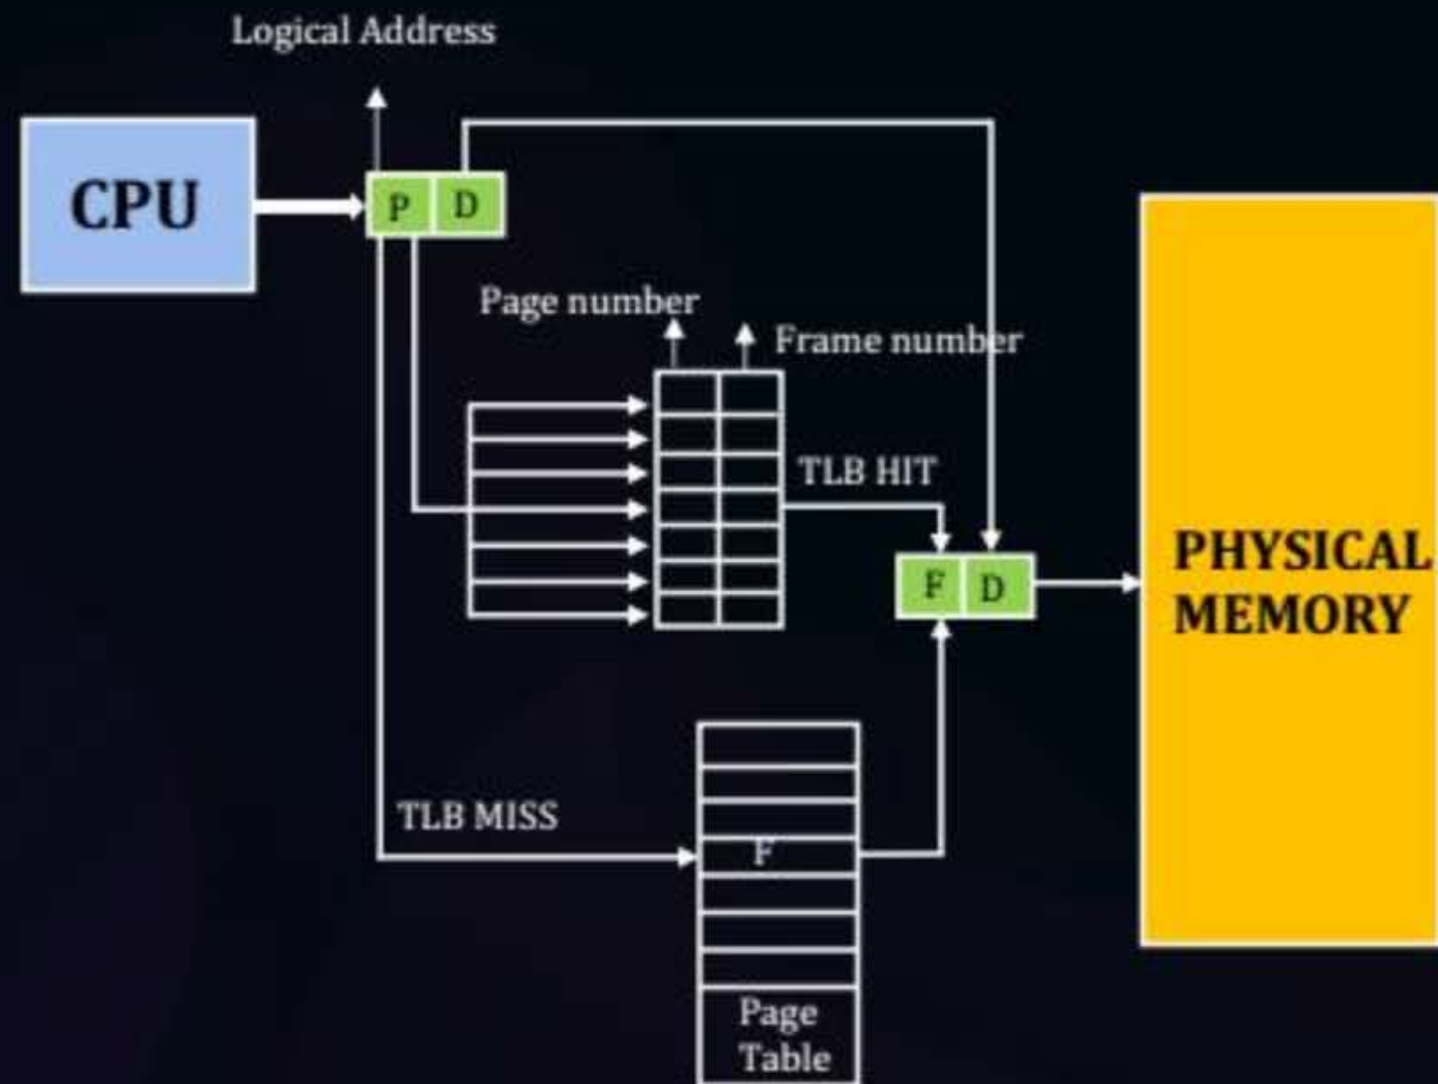 Logical Address
CPU
P D
Page number
Frame number
TLB HIT
F D
PHYSICAL
MEMORY
TLB MISS
F
Page
Table